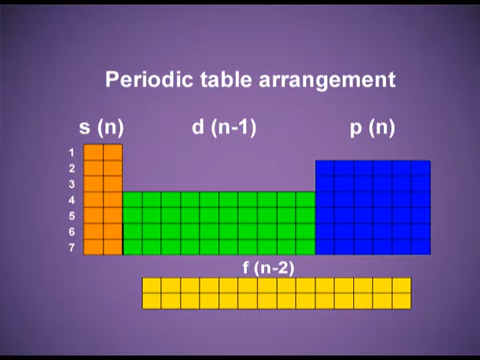 Periodic table arrangement
s (n) d (n-1) p (n)
1
2
3
4
5
6
7
f (n-2)